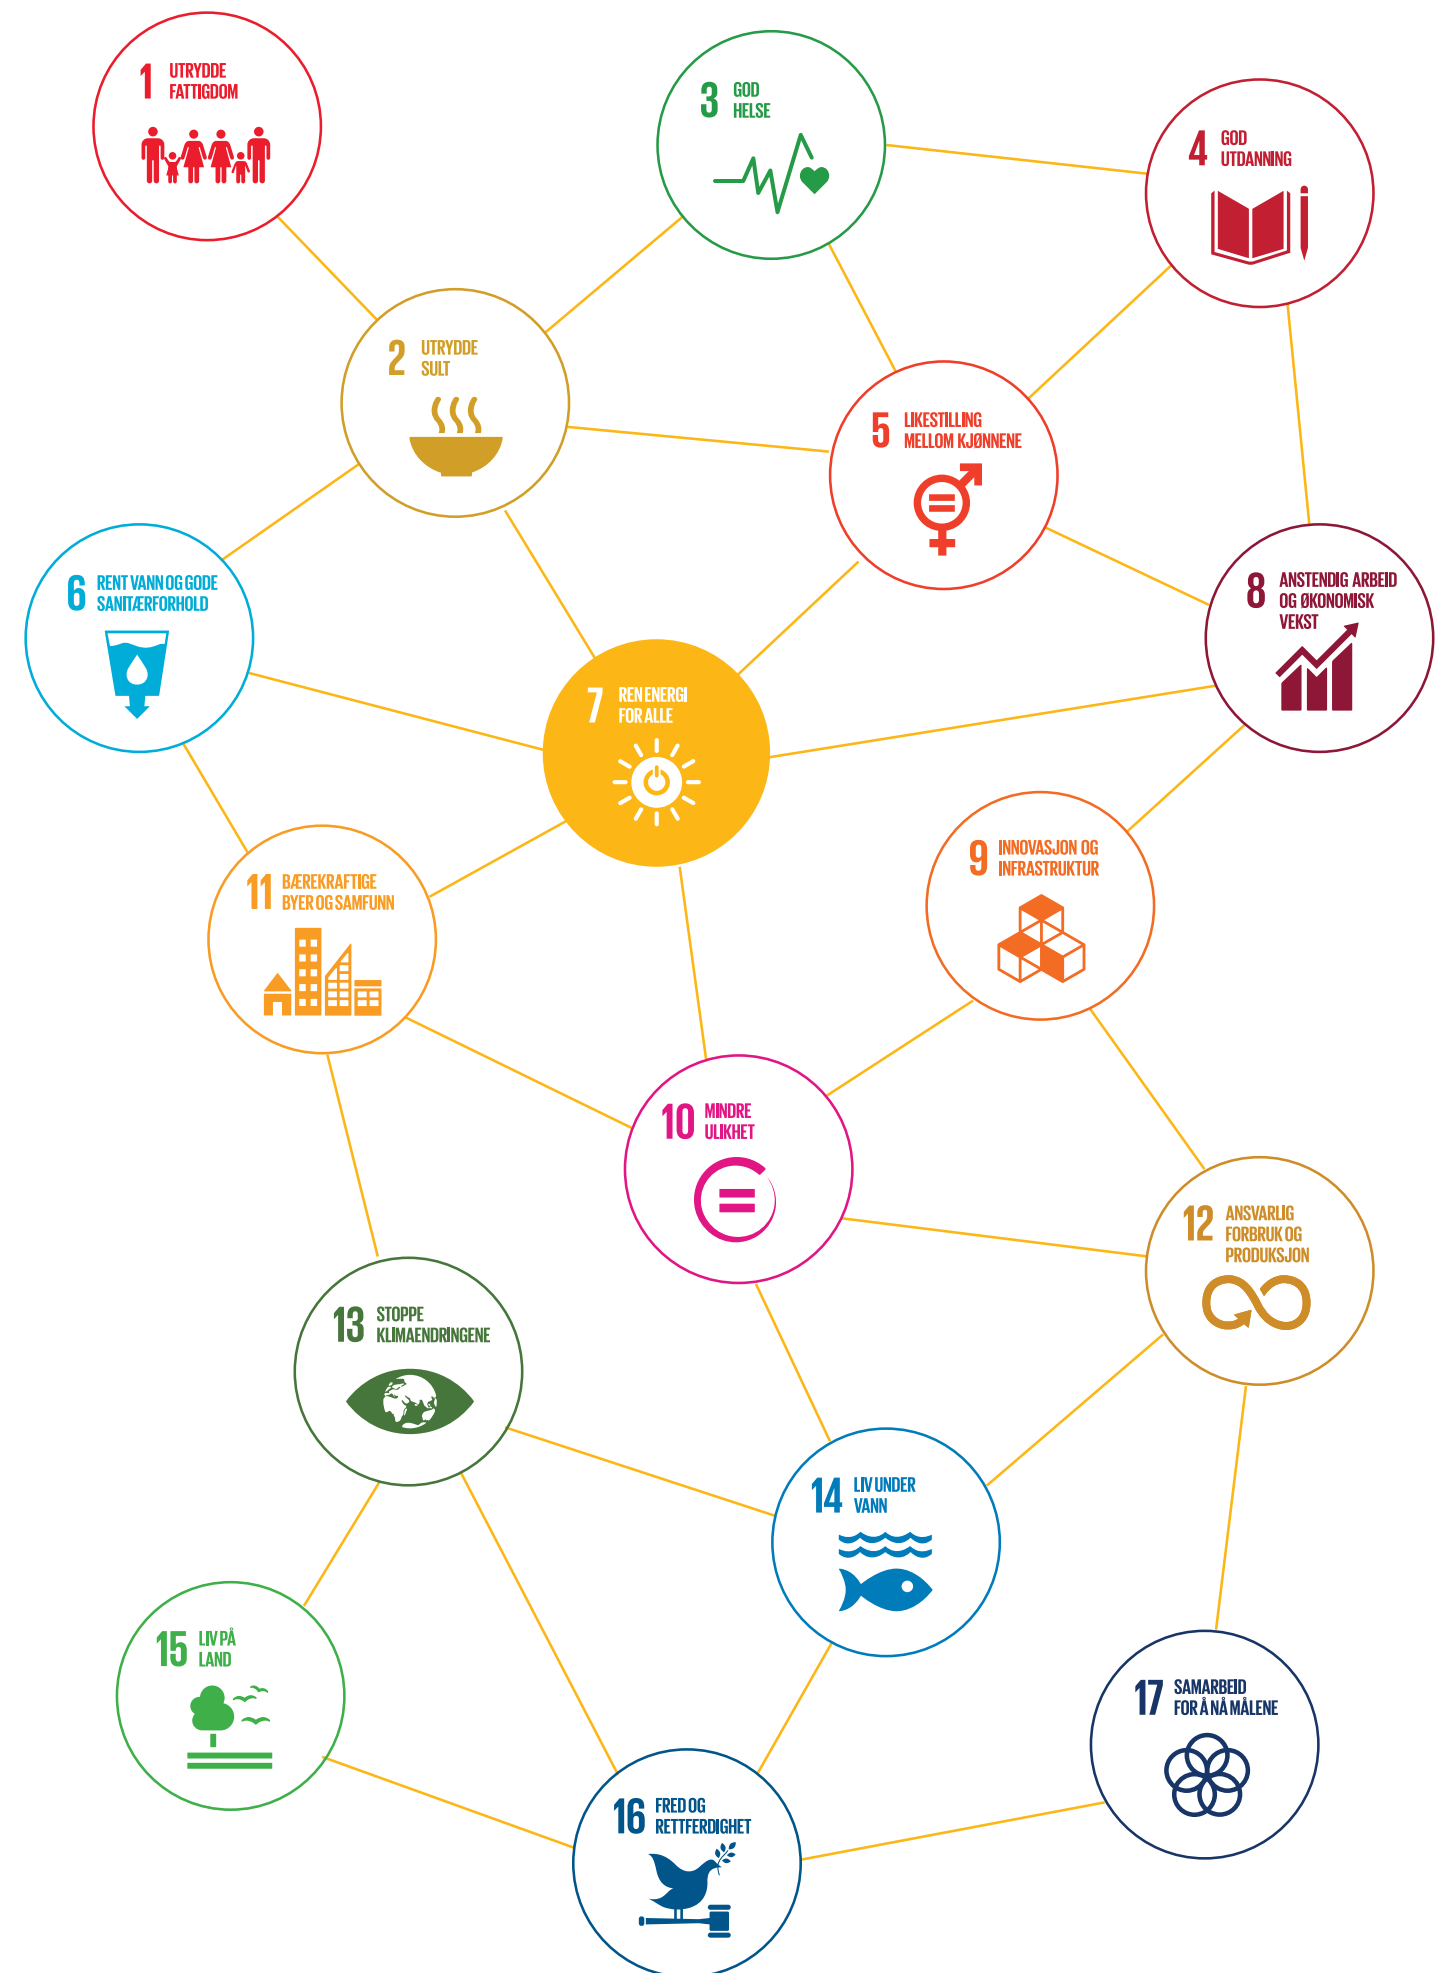 1 UTRYDDE
FATTIGDOM
3 GOD
HELSE
4 GOD
UTDANNING
2 UTRYDDE
SULT
5 LIKESTILLING
MELLOM KJØNNENE
6 RENT VANN OG GODE
SANITÆRFORHOLD
8 ANSTENDIG ARBEID
OG ØKONOMISK
VEKST
7 REN ENERGI
FOR ALLE
9 INNOVASJON OG
INFRASTRUKTUR
11 BÆREKRAFTIGE
BYER OG SAMFUNN
10 MINDRE
ULIKHET
12 ANSVARLIG
FORBRUK OG
PRODUKSJON
13 STOPPE
KLIMAENDRINGENE
14 LIV UNDER
VANN
15 LIV PÅ
LAND
17 SAMARBEID
FOR Å NÅ MÅLENE
16 FRED OG
RETTFERDIGHET